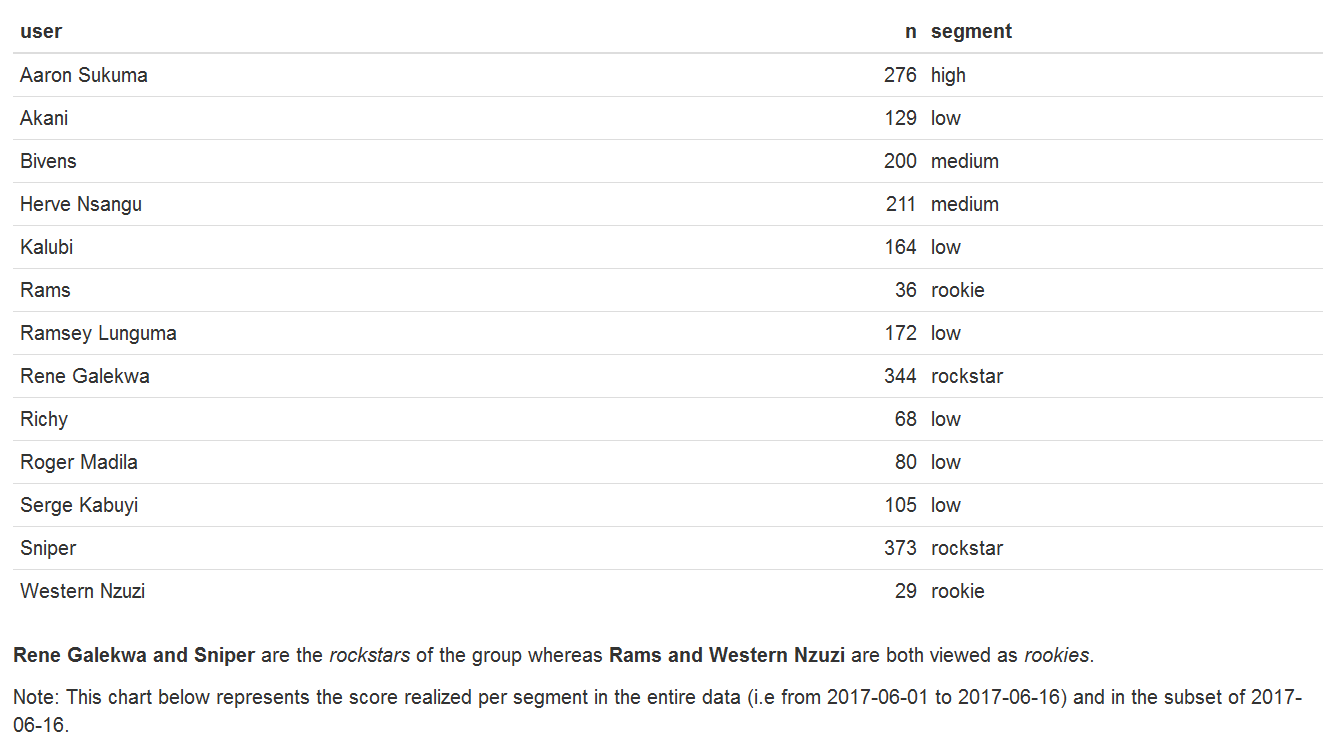 user n segment
Aaron Sukuma 276 high
Akani 129 low
Bivens 200 medium
Herve Nsangu 211 medium
Kalubi 164 low
Rams 36 rookie
Ramsey Lunguma 172 low
Rene Galekwa 344 rockstar
Richy 68 low
Roger Madila 80 low
Serge Kabuyi 105 low
Sniper 373 rockstar
Western Nzuzi 29 rookie
Rene Galekwa and Sniper are the rockstars of the group whereas Rams and Western Nzuzi are both viewed as rookies.
Note: This chart below represents the score realized per segment in the entire data (i.e from 2017-06-01 to 2017-06-16) and in the subset of 2017-
06-16.